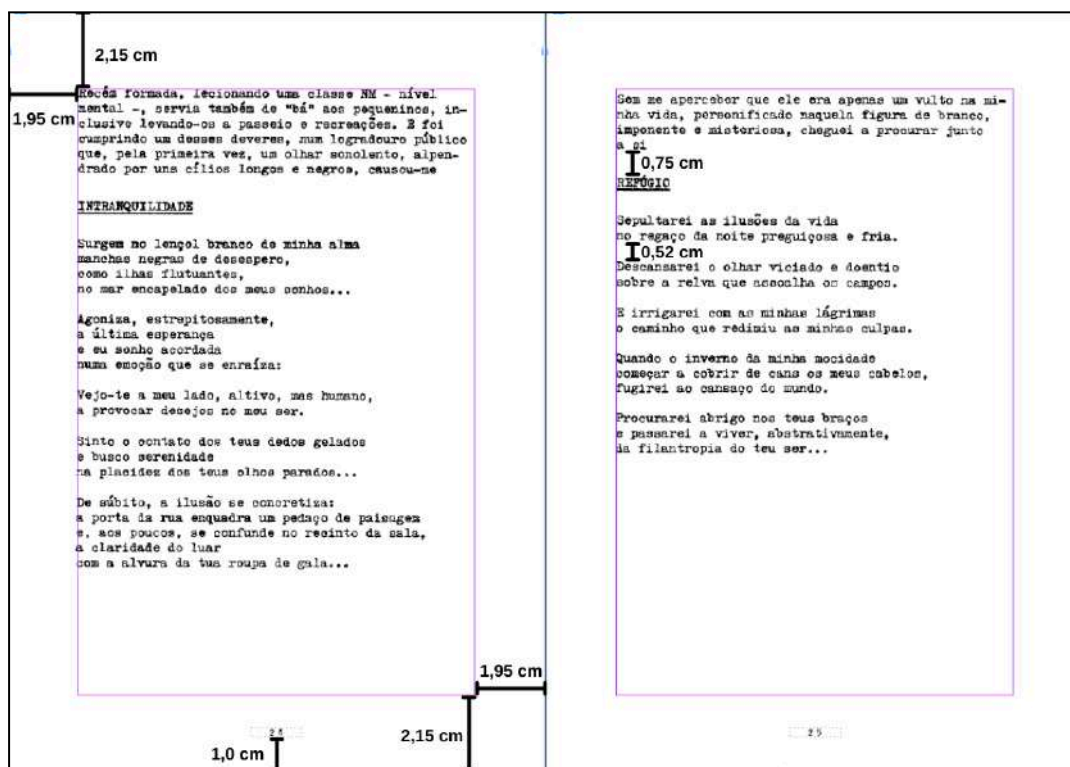 2,15 cm
1,95 cm
Recém formada, lecionando uma classe NM - nível
mental -, servia também de "bá" aos pequeninos, in-
clusive levando-os a passeio e recreações. E foi
cumprindo um desses deveres, num logradouro público
que, pela primeira vez, um olhar sonolento, alpen-
drado por uns cílios longos e negros, causou-me
INTRANQUILIDADE
Surgem no lençol branco de minha alma
manchas negras de desespero,
como ilhas flutuantes,
no mar encapelado dos meus sonhos...
Agoniza, estrepitosamente,
a última esperança
e eu sonho acordada
numa emoção que se enraíza:
Vejo-te a meu lado, altivo, mas humano,
a provocar desejos no meu ser.
Sinto o contato dos teus dedos gelados
e busco serenidade
na placidez dos teus olhos parados...
De súbito, a ilusão se concretiza:
a porta da rua enquadra um pedaço de paisagem
e, aos poucos, se confunde no recinto da sala,
a claridade do luar
com a alvura da tua roupa de gala...
1,95 cm
2,15 cm
1,0 cm
Sem me aperceber que ele era apenas um vulto na mi-
nha vida, personificado naquela figura de branco,
imponente e misteriosa, cheguei a procurar junto
a si
0,75 cm
REFÚGIO
Sepultarei as ilusões da vida
no regaço da noite preguiçosa e fria.
0,52 cm
Descansarei o olhar viciado e doentio
sobre a relva que assoalha os campos.
E irrigarei com as minhas lágrimas
o caminho que redimiu as minhas culpas.
Quando o inverno da minha mocidade
começar a cobrir de cans os meus cabelos,
fugirei ao cansaço do mundo.
Procurarei abrigo nos teus braços
e passarei a viver, abstrativamente,
da filantropia do teu ser...
25